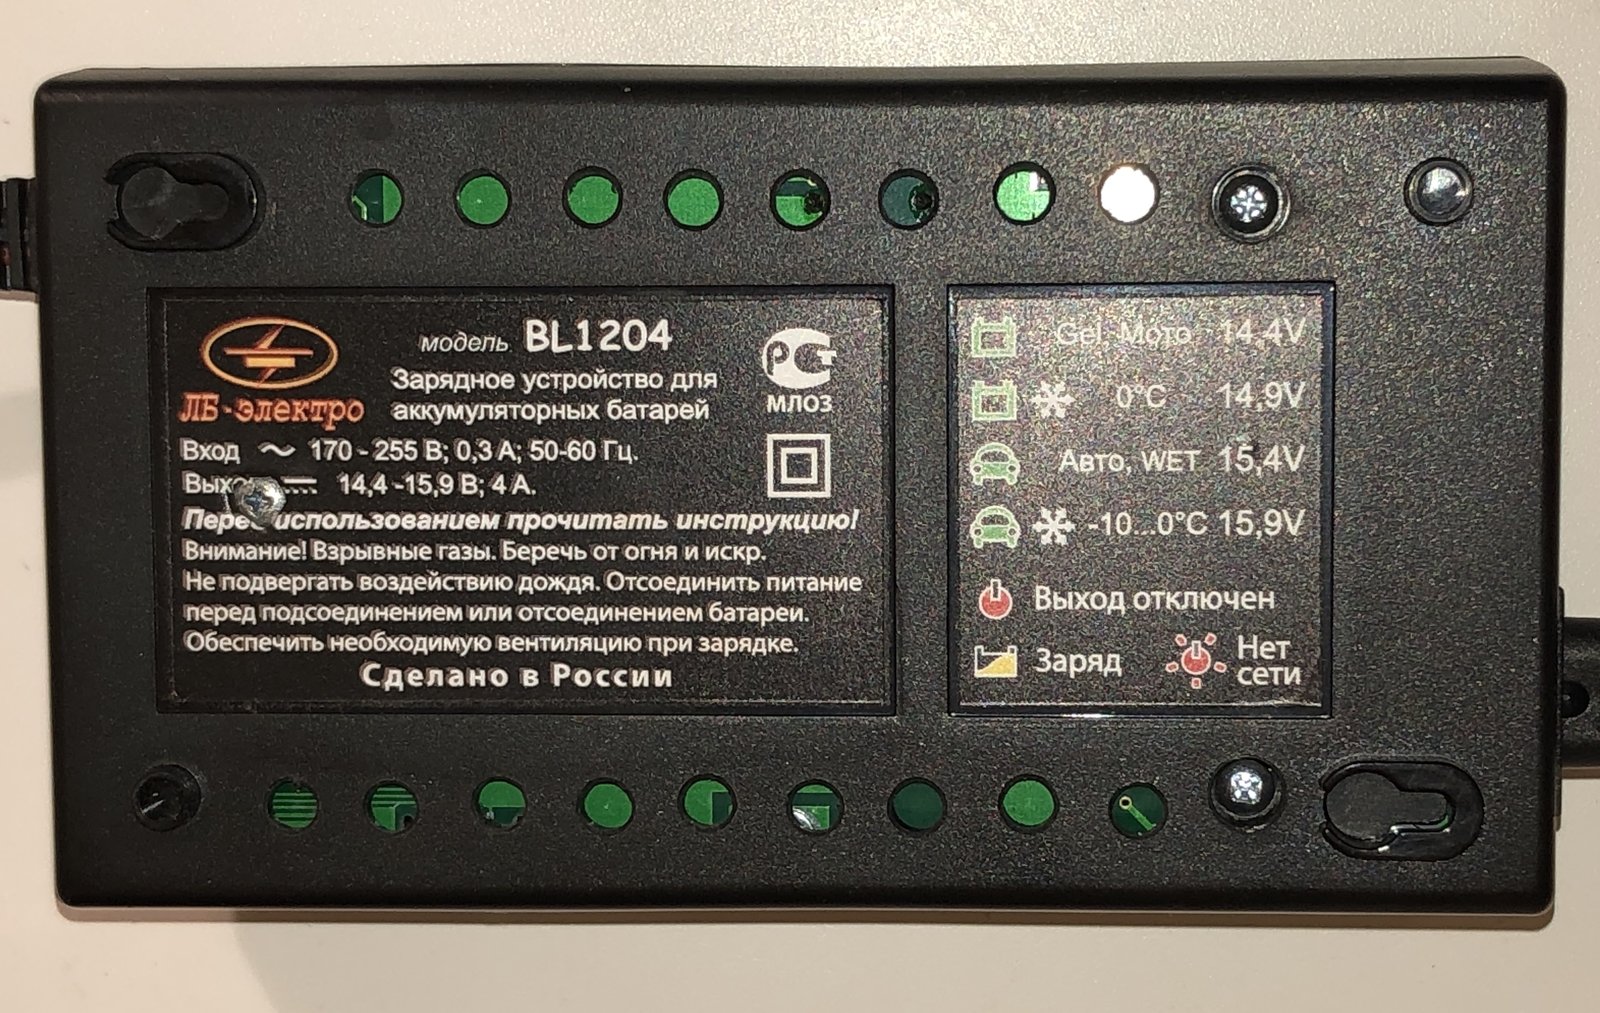 ЛБ-электро
модель BL1204
Зарядное устройство для
аккумуляторных батарей
РСТ
МЛО3
Вход ~ 170 - 255 В; 0,3 А; 50-60 Гц.
14,4 -15,9 В; 4 А.
использованием прочитать инструкцию!
Внимание! Взрывные газы. Беречь от огня и искр.
Не подвергать воздействию дождя. Отсоединить питание
перед подсоединением или отсоединением батареи.
Обеспечить необходимую вентиляцию при зарядке.
Сделано в России
Gel, Мото 14,4V
0°C 14,9V
Авто, WET 15,4V
-10...0°C 15,9V
Выход отключен
Заряд
Нет
сети